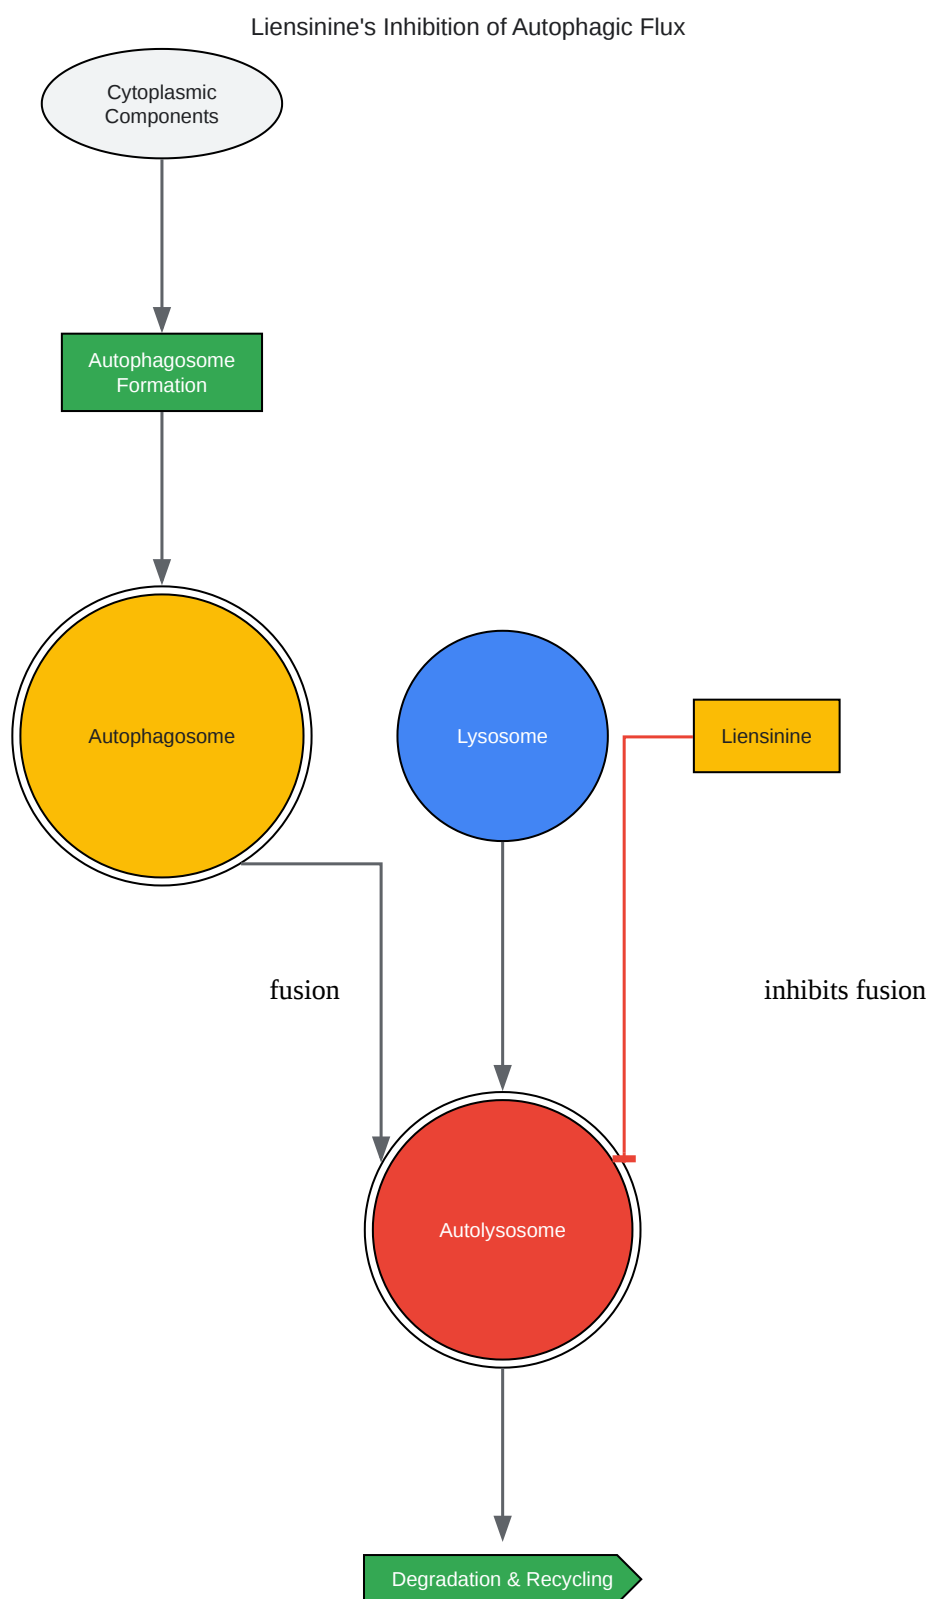 Liensinine's Inhibition of Autophagic Flux
Cytoplasmic
Components
Autophagosome
Formation
Autophagosome
Lysosome
Liensinine
fusion
inhibits fusion
Autolysosome
Degradation & Recycling